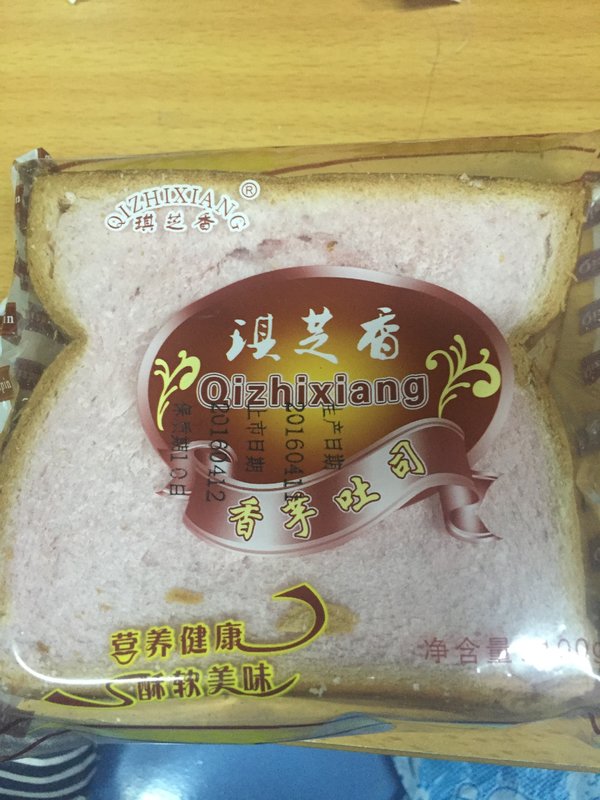 QIZHIXIANG®
琪芝香
琪芝香
Qizhixiang
生产日期
20160411
上市日期
20160412
保质期10日
香芋吐司
营养健康
酥软美味
净含量:100g